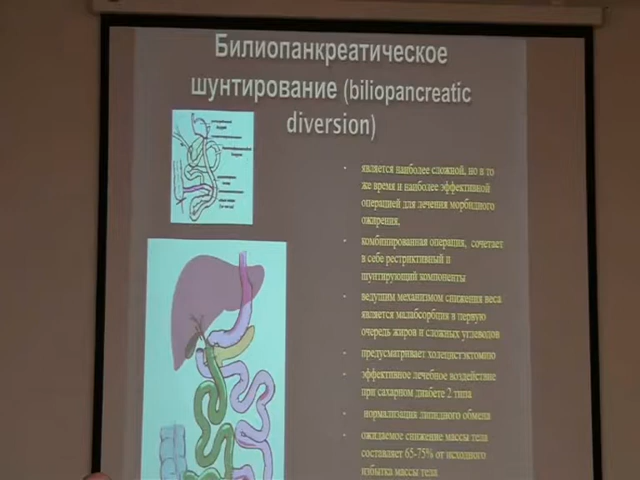 Билиопанкреатическое
шунтирование (biliopancreatic
diversion)
является наиболее сложной, но в то
же время и наиболее эффективной
операцией для лечения морбидного
ожирения.
комбинированная операция, сочетает
в себе рестриктивный и
шунтирующий компоненты
ведущим механизмом снижения веса
является малабсорбция в первую
очередь жиров и сложных углеводов
предусматривает холецистэктомию
эффективное лечебное воздействие
при сахарном диабете 2 типа
нормализация липидного обмена
ожидаемое снижение массы тела
составляет 65-75% от исходного
избытка массы тела